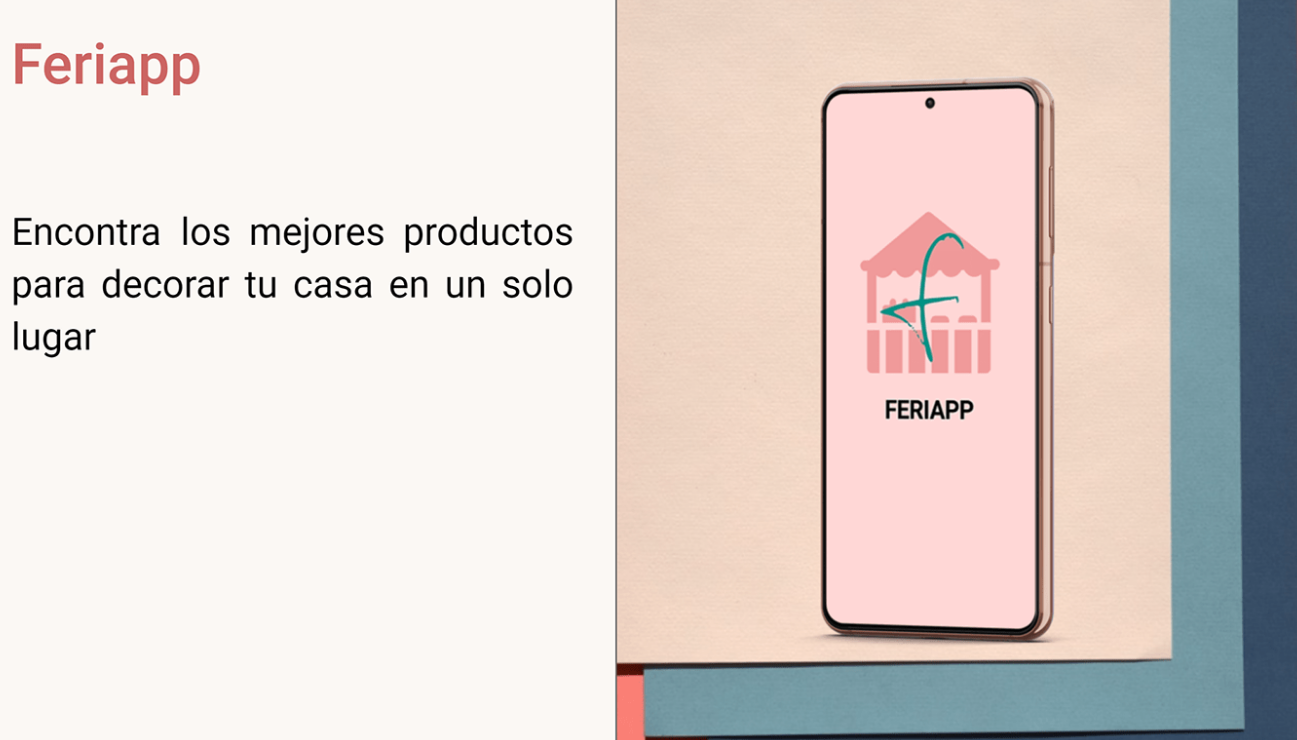 Feriapp
Encontra los mejores productos
para decorar tu casa en un solo
lugar
f
FERIAPP